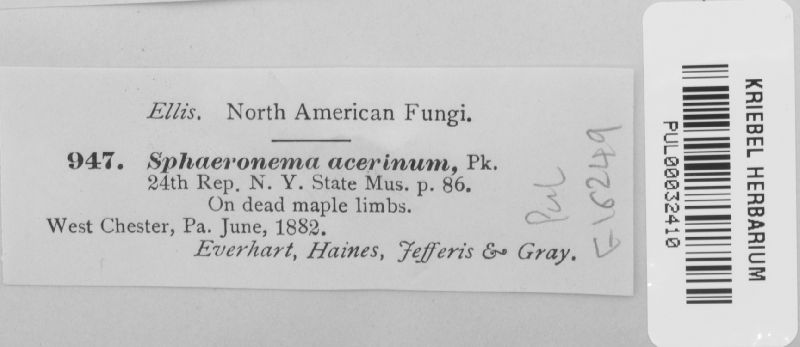 Ellis. North American Fungi.
947. Sphaeronema acerinum, Pk.
24th Rep. N. Y. State Mus. p. 86.
On dead maple limbs.
West Chester, Pa. June, 1882.
Everhart, Haines, Jefferis & Gray.
PUL
F16249
PUL00032410
KRIEBEL HERBARIUM